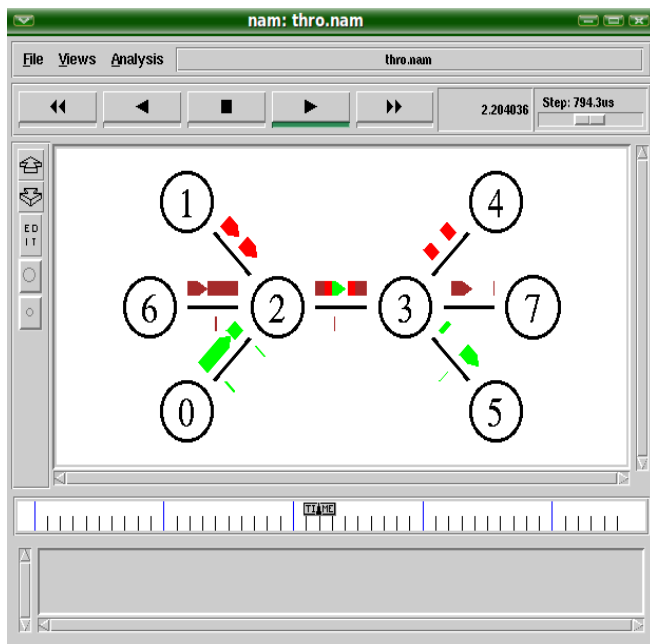 nam: thro.nam
File Views Analysis thro.nam
2.204036 Step: 794.3us
1 4
E D
I T
6 2 3 7
0 5
TIME